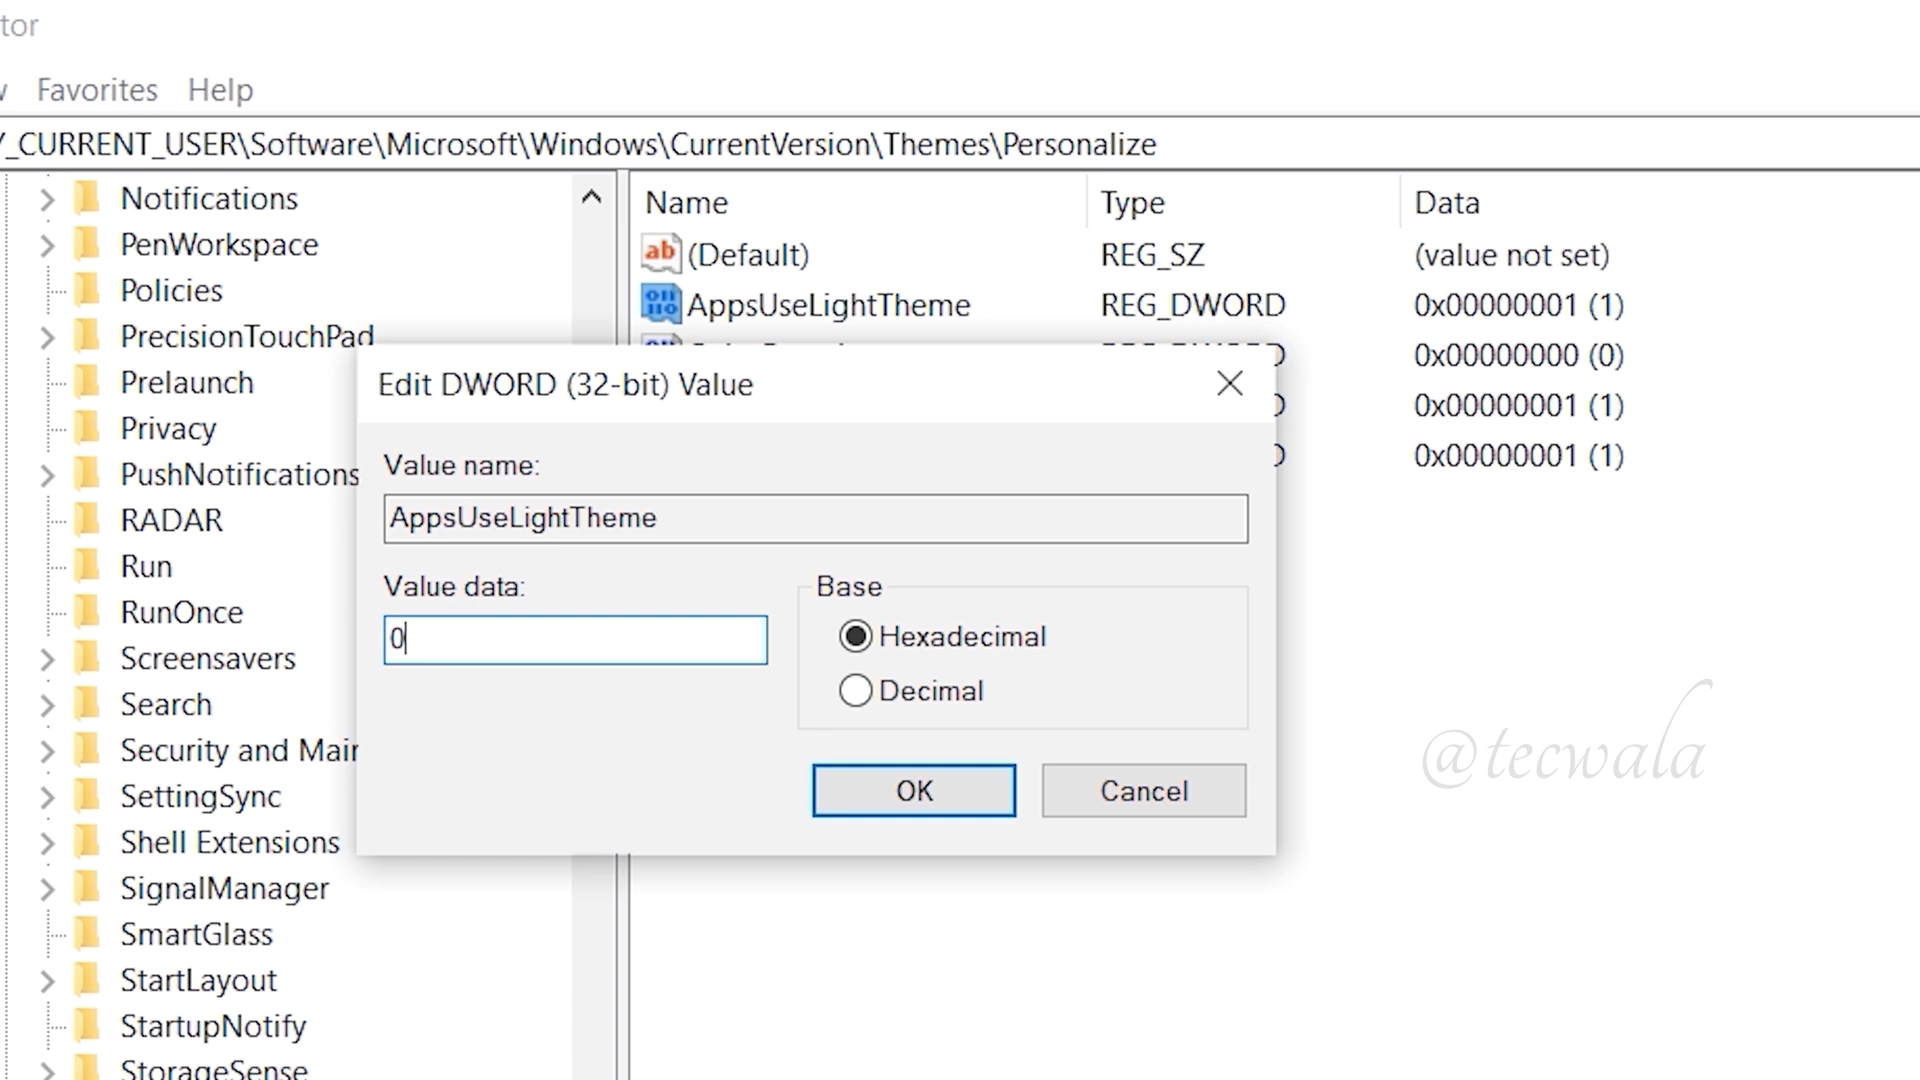 tor
Favorites Help
_CURRENT_USER\Software\Microsoft\Windows\CurrentVersion\Themes\Personalize
Name Type Data
(Default) REG_SZ (value not set)
AppsUseLightTheme REG_DWORD 0x00000001 (1)
0x00000000 (0)
0x00000001 (1)
0x00000001 (1)
Notifications
PenWorkspace
Policies
PrecisionTouchPad
Prelaunch
Privacy
PushNotifications
RADAR
Run
RunOnce
Screensavers
Search
Security and Mair
SettingSync
Shell Extensions
SignalManager
SmartGlass
StartLayout
StartupNotify
StorageSense
Edit DWORD (32-bit) Value
Value name:
AppsUseLightTheme
Value data:
0
Base
Hexadecimal
Decimal
OK Cancel
@tecwala